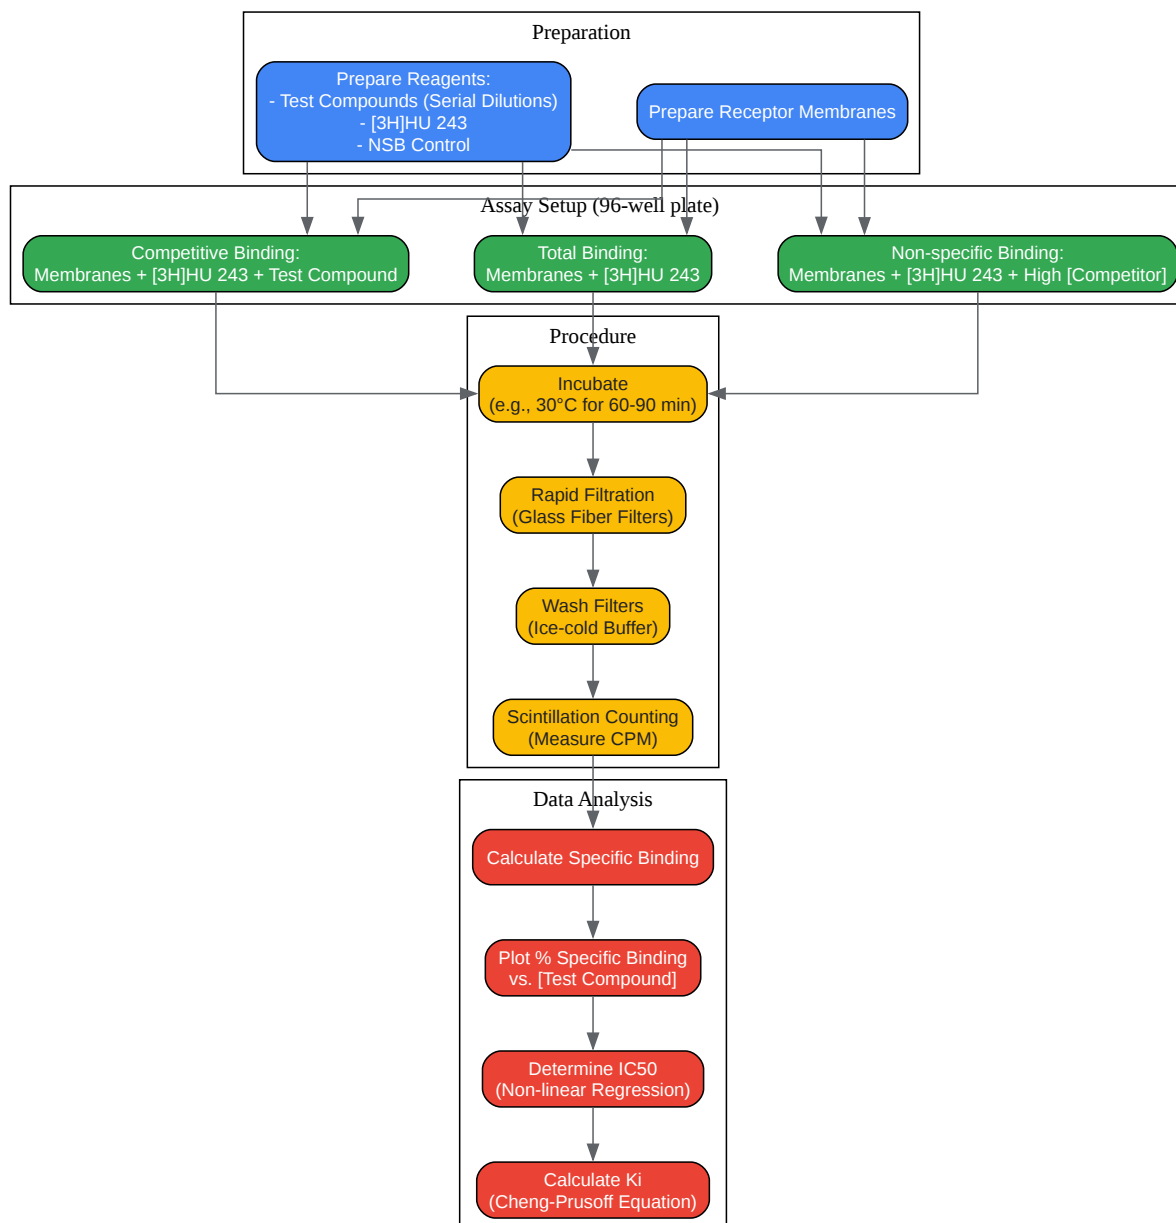 Preparation
Prepare Reagents:
- Test Compounds (Serial Dilutions)
- [3H]HU 243
- NSB Control
Prepare Receptor Membranes
Assay Setup (96-well plate)
Competitive Binding:
Membranes + [3H]HU 243 + Test Compound
Total Binding:
Membranes + [3H]HU 243
Non-specific Binding:
Membranes + [3H]HU 243 + High [Competitor]
Procedure
Incubate
(e.g., 30°C for 60-90 min)
Rapid Filtration
(Glass Fiber Filters)
Wash Filters
(Ice-cold Buffer)
Scintillation Counting
(Measure CPM)
Data Analysis
Calculate Specific Binding
Plot % Specific Binding
vs. [Test Compound]
Determine IC50
(Non-linear Regression)
Calculate Ki
(Cheng-Prusoff Equation)